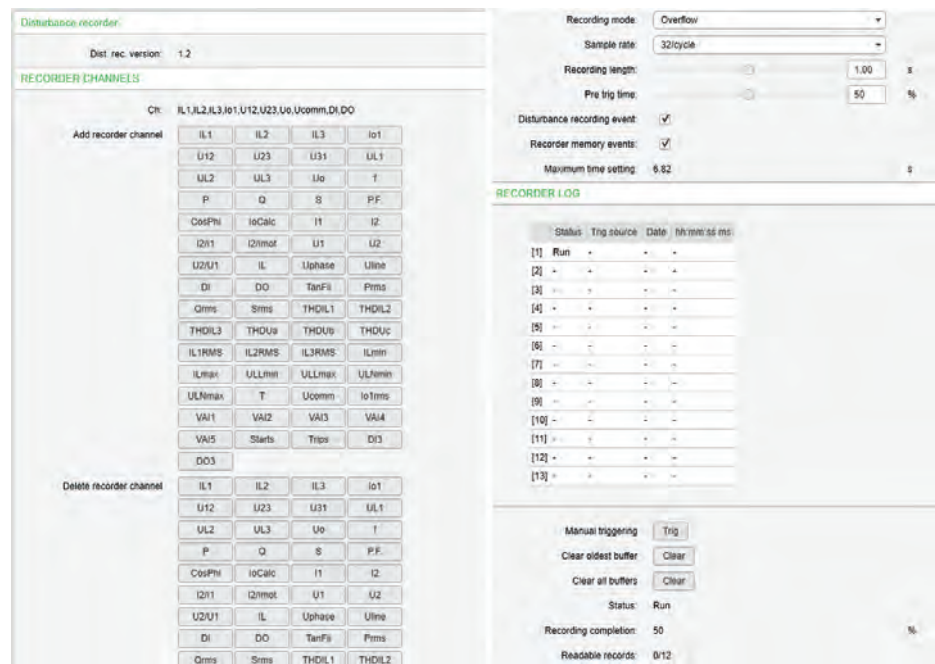 Disturbance recorder
Dist. rec. version: 1.2
RECORDER CHANNELS
Ch: IL1,IL2,IL3,Io1,U12,U23,Uo,Ucomm,DI,DO
Add recorder channel IL1 IL2 IL3 Io1
U12 U23 U31 UL1
UL2 UL3 Uo f
P Q S P.F.
CosPhi IoCalc I1 I2
I2/I1 I2/Imot U1 U2
U2/U1 IL Uphase Uline
DI DO TanFii Prms
Qrms Srms THDIL1 THDIL2
THDIL3 THDUa THDUb THDUc
IL1RMS IL2RMS IL3RMS ILmin
ILmax ULLmin ULLmax ULNmin
ULNmax T Ucomm Io1rms
VAI1 VAI2 VAI3 VAI4
VAI5 Starts Trips DI3
DO3
Delete recorder channel IL1 IL2 IL3 Io1
U12 U23 U31 UL1
UL2 UL3 Uo f
P Q S P.F.
CosPhi IoCalc I1 I2
I2/I1 I2/Imot U1 U2
U2/U1 IL Uphase Uline
DI DO TanFii Prms
Qrms Srms THDIL1 THDIL2
Recording mode: Overflow
Sample rate: 32/cycle
Recording length: 1.00 s
Pre trig time: 50 %
Disturbance recording event:
Recorder memory events:
Maximum time setting: 6.82 s
RECORDER LOG
Status Trig source Date hh:mm:ss.ms
[1] Run - - -
[2] - - - -
[3] - - - -
[4] - - - -
[5] - - - -
[6] - - - -
[7] - - - -
[8] - - - -
[9] - - - -
[10] - - - -
[11] - - - -
[12] - - - -
[13] - - - -
Manual triggering Trig
Clear oldest buffer Clear
Clear all buffers Clear
Status: Run
Recording completion: 50 %
Readable records: 0/12